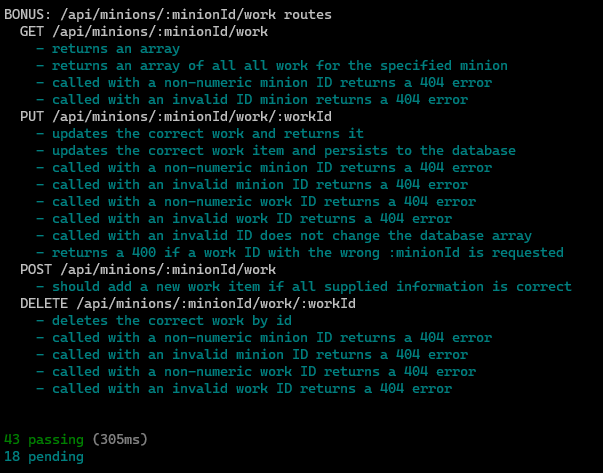 BONUS: /api/minions/:minionId/work routes
GET /api/minions/:minionId/work
- returns an array
- returns an array of all all work for the specified minion
- called with a non-numeric minion ID returns a 404 error
- called with an invalid ID minion returns a 404 error
PUT /api/minions/:minionId/work/:workId
- updates the correct work and returns it
- updates the correct work item and persists to the database
- called with a non-numeric minion ID returns a 404 error
- called with an invalid minion ID returns a 404 error
- called with a non-numeric work ID returns a 404 error
- called with an invalid work ID returns a 404 error
- called with an invalid ID does not change the database array
- returns a 400 if a work ID with the wrong :minionId is requested
POST /api/minions/:minionId/work
- should add a new work item if all supplied information is correct
DELETE /api/minions/:minionId/work/:workId
- deletes the correct work by id
- called with a non-numeric minion ID returns a 404 error
- called with an invalid minion ID returns a 404 error
- called with a non-numeric work ID returns a 404 error
- called with an invalid work ID returns a 404 error
43 passing (305ms)
18 pending